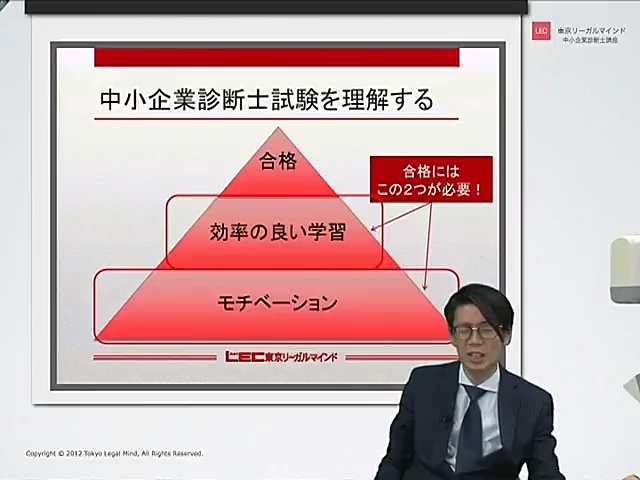 LEC 東京リーガルマインド
中小企業診断士講座
中小企業診断士試験を理解する
合格
合格には
この2つが必要！
効率の良い学習
モチベーション
LEC東京リーガルマインド
Copyright © 2012 Tokyo Legal Mind, All Rights Reserved.